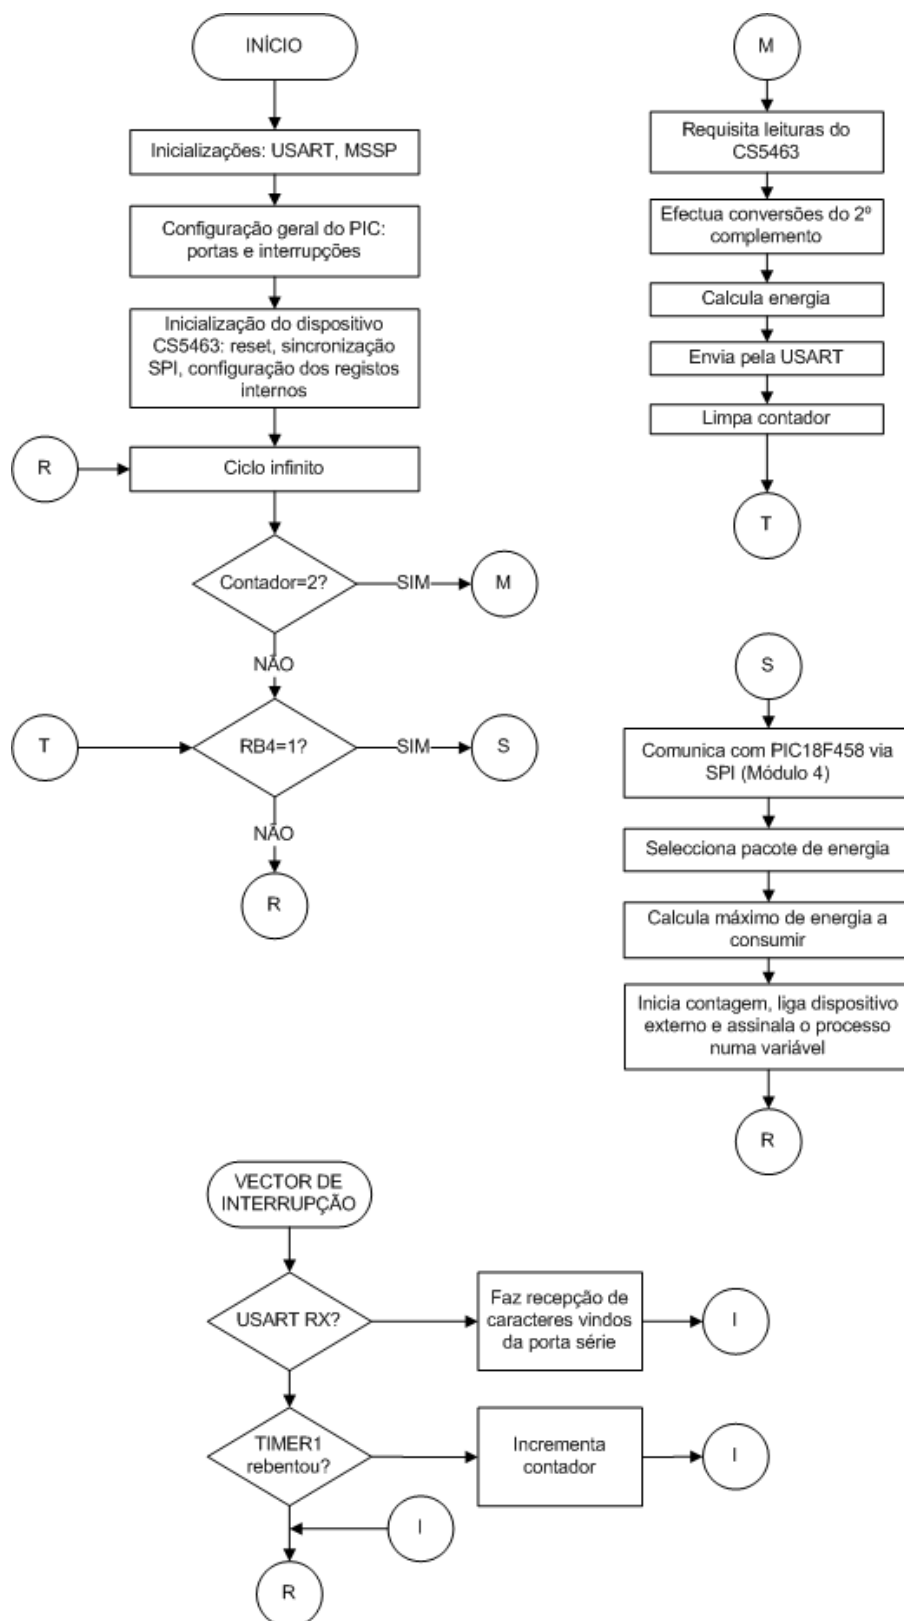 INÍCIO
Inicializações: USART, MSSP
Configuração geral do PIC:
portas e interrupções
Inicialização do dispositivo
CS5463: reset, sincronização
SPI, configuração dos registos
internos
R
Ciclo infinito
Contador=2?
SIM
M
NÃO
T
RB4=1?
SIM
S
NÃO
R
M
Requisita leituras do
CS5463
Efectua conversões do 2º
complemento
Calcula energia
Envia pela USART
Limpa contador
T
S
Comunica com PIC18F458 via
SPI (Módulo 4)
Selecciona pacote de energia
Calcula máximo de energia a
consumir
Inicia contagem, liga dispositivo
externo e assinala o processo
numa variável
R
VECTOR DE
INTERRUPÇÃO
USART RX?
Faz recepção de
caracteres vindos
da porta série
I
TIMER1
rebentou?
Incrementa
contador
I
I
R